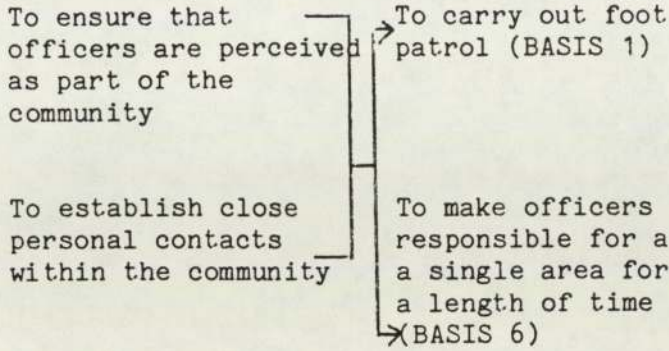 To ensure that
officers are perceived
as part of the
community
To carry out foot
patrol (BASIS 1)
To establish close
personal contacts
within the community
To make officers
responsible for a
a single area for
a length of time
(BASIS 6)